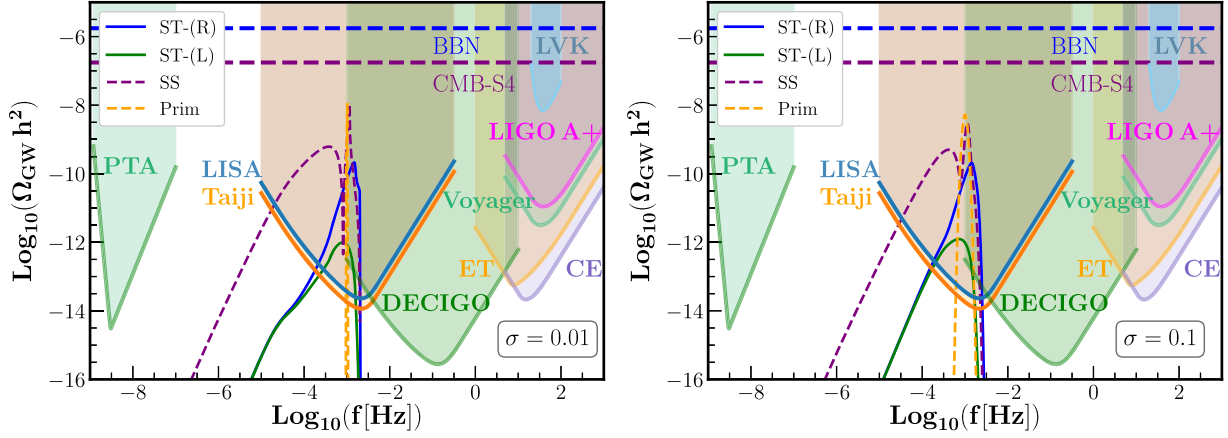 ST-(R)
ST-(L)
SS
Prim
BBN
LVK
CMB-S4
LIGO A+
PTA
LISA
Taiji
Voyager
ET
CE
DECIGO
σ = 0.01
−6
−8
−10
−12
−14
−16
−8
−6
−4
−2
0
2
Log₁₀(Ω_GW h²)
Log₁₀(f[Hz])
ST-(R)
ST-(L)
SS
Prim
BBN
LVK
CMB-S4
LIGO A+
PTA
LISA
Taiji
Voyager
ET
CE
DECIGO
σ = 0.1
−6
−8
−10
−12
−14
−16
−8
−6
−4
−2
0
2
Log₁₀(Ω_GW h²)
Log₁₀(f[Hz])